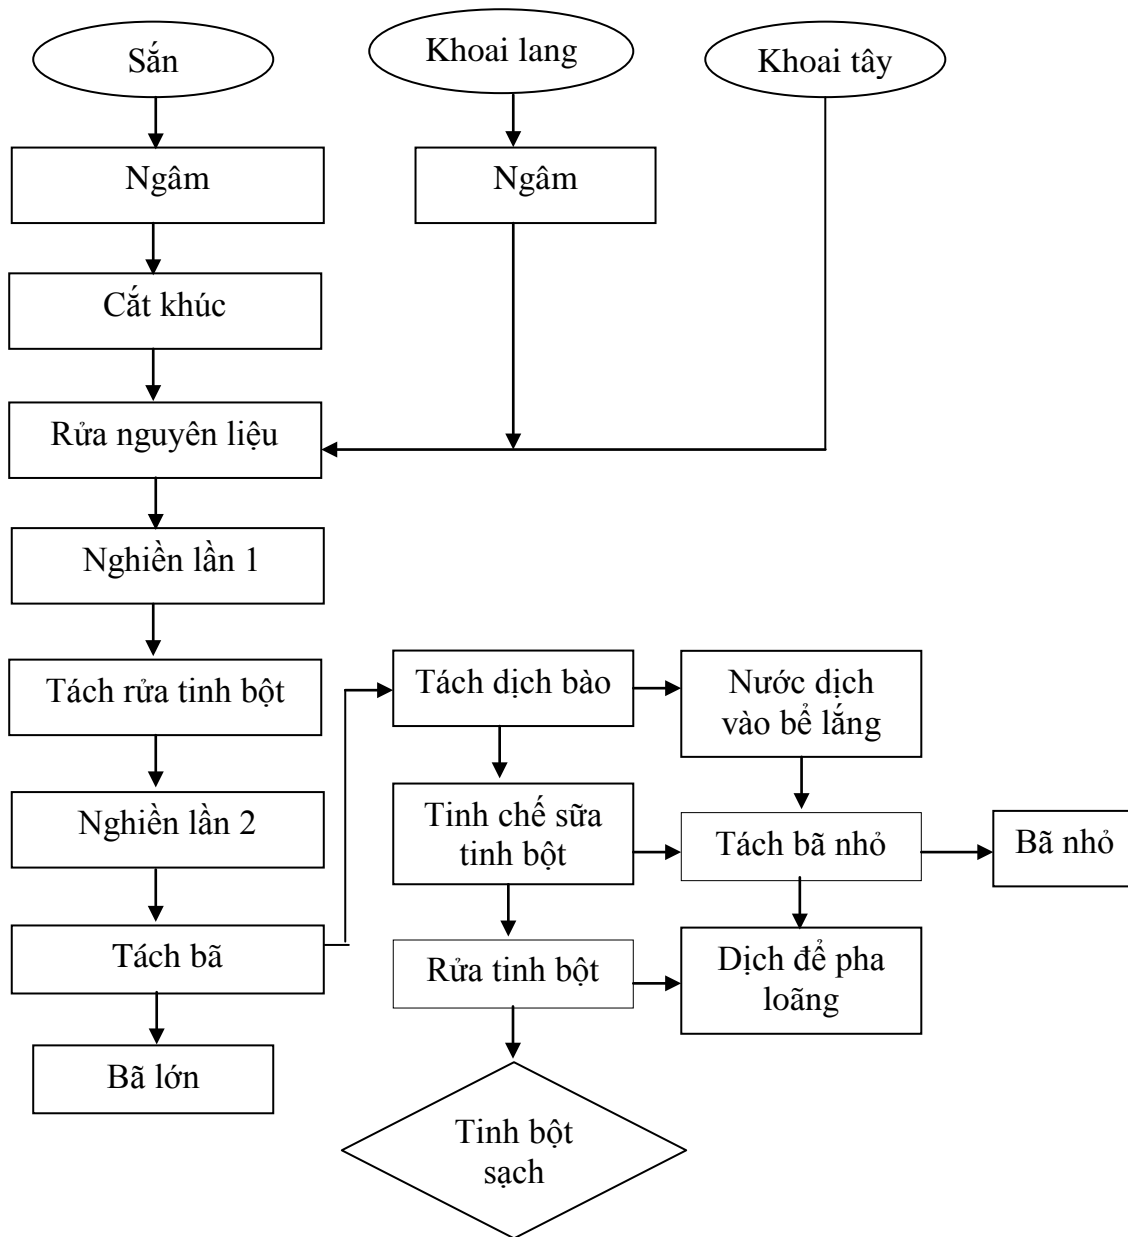 Sắn
Khoai lang
Khoai tây
Ngâm
Ngâm
Cắt khúc
Rửa nguyên liệu
Nghiền lần 1
Tách rửa tinh bột
Nghiền lần 2
Tách bã
Bã lớn
Tách dịch bào
Nước dịch
vào bể lắng
Tinh chế sữa
tinh bột
Tách bã nhỏ
Bã nhỏ
Rửa tinh bột
Dịch để pha
loãng
Tinh bột
sạch